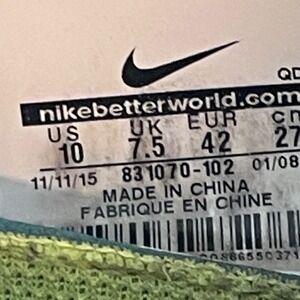 QD
nikebetterworld.com
US UK EUR cm
10 7.5 42 27
11/11/15 831070-102 01/08
MADE IN CHINA
FABRIQUE EN CHINE